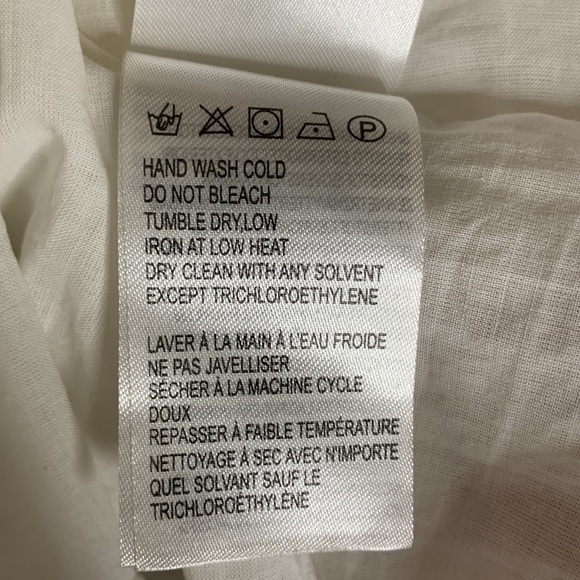 P
HAND WASH COLD
DO NOT BLEACH
TUMBLE DRY,LOW
IRON AT LOW HEAT
DRY CLEAN WITH ANY SOLVENT
EXCEPT TRICHLOROETHYLENE
LAVER À LA MAIN À L'EAU FROIDE
NE PAS JAVELLISER
SÉCHER À LA MACHINE CYCLE
DOUX
REPASSER À FAIBLE TEMPÉRATURE
NETTOYAGE À SEC AVEC N'IMPORTE
QUEL SOLVANT SAUF LE
TRICHLOROÉTHYLÈNE